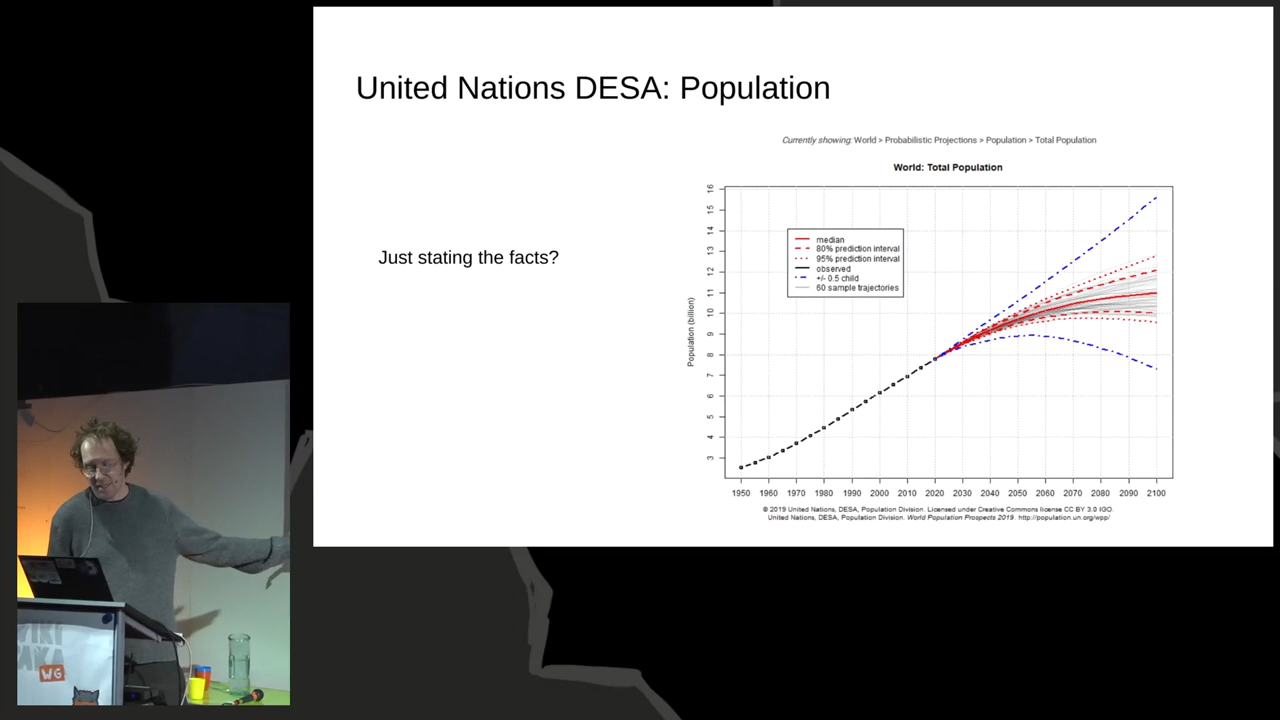 United Nations DESA: Population
Currently showing: World > Probabilistic Projections > Population > Total Population
World: Total Population
Just stating the facts?
median
80% prediction interval
95% prediction interval
observed
+/- 0.5 child
60 sample trajectories
Population (billion)
16
15
14
13
12
11
10
9
8
7
6
5
4
3
1950 1960 1970 1980 1990 2000 2010 2020 2030 2040 2050 2060 2070 2080 2090 2100
© 2019 United Nations, DESA, Population Division. Licensed under Creative Commons license CC BY 3.0 IGO.
United Nations, DESA, Population Division. World Population Prospects 2019. http://population.un.org/wpp/
WIKI
PAKA
WG